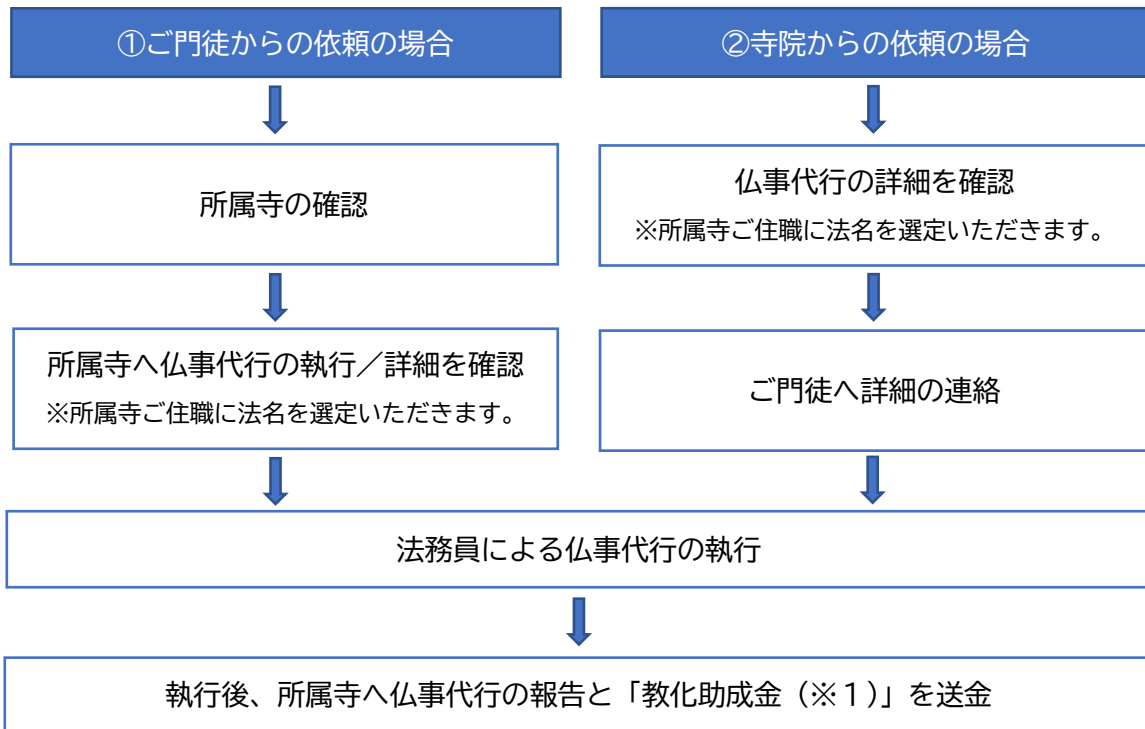 ①ご門徒からの依頼の場合
②寺院からの依頼の場合
所属寺の確認
仏事代行の詳細を確認
※所属寺ご住職に法名を選定いただきます。
所属寺へ仏事代行の執行／詳細を確認
※所属寺ご住職に法名を選定いただきます。
ご門徒へ詳細の連絡
法務員による仏事代行の執行
執行後、所属寺へ仏事代行の報告と「教化助成金（※１）」を送金